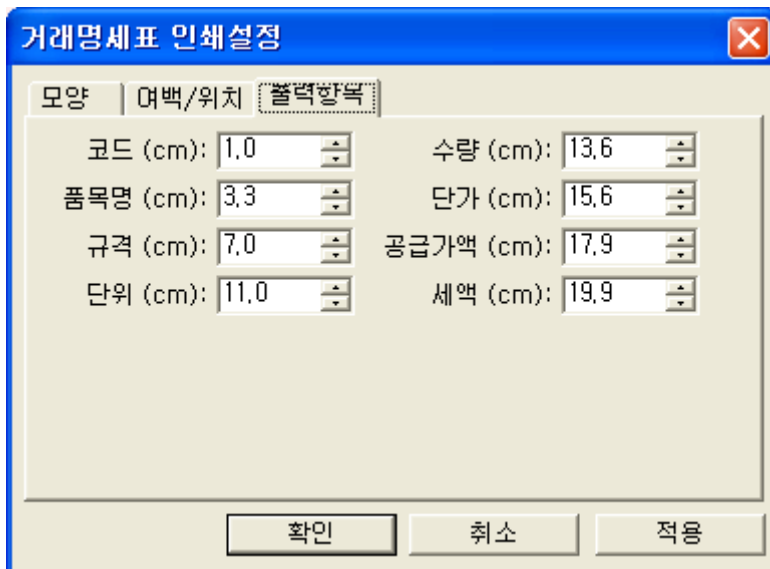 거래명세표 인쇄설정
모양 여백/위치 출력항목
코드 (cm): 1.0 수량 (cm): 13.6
품목명 (cm): 3.3 단가 (cm): 15.6
규격 (cm): 7.0 공급가액 (cm): 17.9
단위 (cm): 11.0 세액 (cm): 19.9
확인 취소 적용